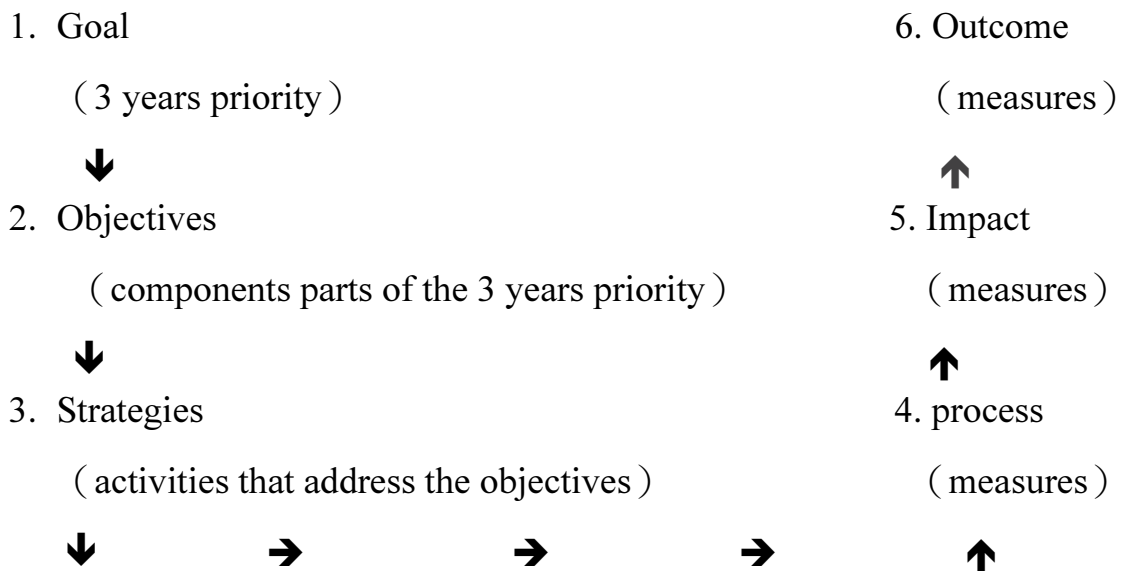 1. Goal 6. Outcome
（3 years priority） （measures）
🡻 🡹
2. Objectives 5. Impact
（components parts of the 3 years priority） （measures）
🡻 🡹
3. Strategies 4. process
（activities that address the objectives） （measures）
🡻 🡺 🡺 🡺 🡹